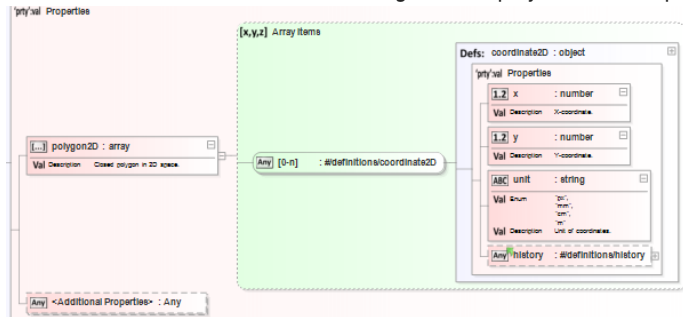 'prty':val Properties
[x,y,z] Array Items
Defs: coordinate2D : object
'prty':val Properties
1.2 x : number
Val Description X-coordinate.
[...] polygon2D : array
Val Description Closed polygon in 2D space.
Any [0-n] : #/definitions/coordinate2D
1.2 y : number
Val Description Y-coordinate.
ABC unit : string
Val Enum 'px',
'mm',
'cm',
'm'
Val Description Unit of coordinates.
Any history : #/definitions/history
Any <Additional Properties> : Any